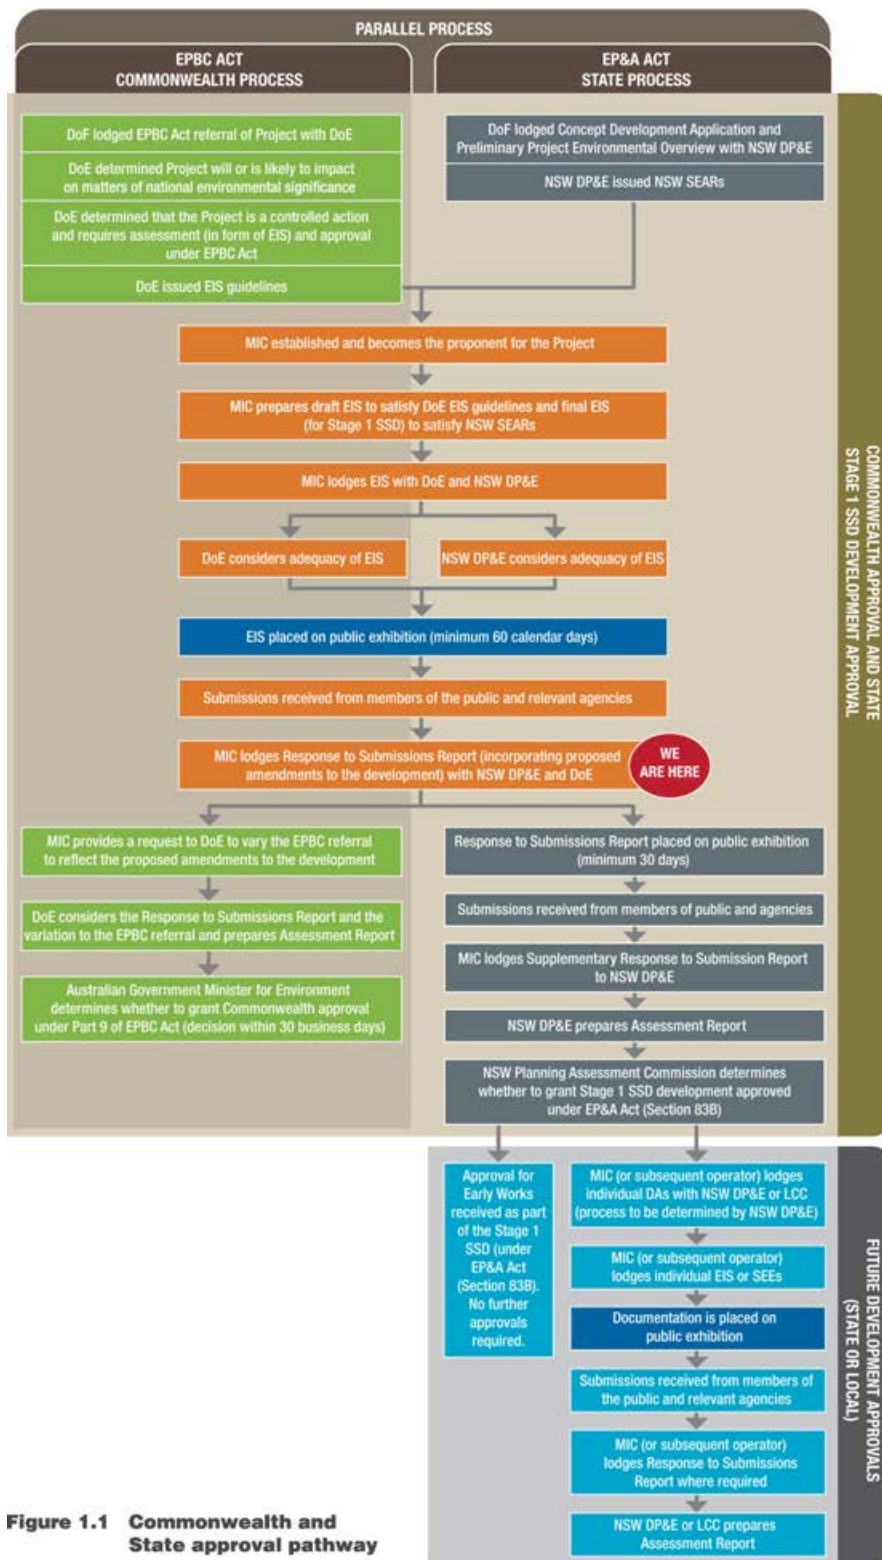 PARALLEL PROCESS
EPBC ACT
COMMONWEALTH PROCESS
EP&A ACT
STATE PROCESS
DoF lodged EPBC Act referral of Project with DoE
DoE determined Project will or is likely to impact
on matters of national environmental significance
DoE determined that the Project is a controlled action
and requires assessment (in form of EIS) and approval
under EPBC Act
DoE issued EIS guidelines
DoF lodged Concept Development Application and
Preliminary Project Environmental Overview with NSW DP&E
NSW DP&E issued NSW SEARs
MIC established and becomes the proponent for the Project
MIC prepares draft EIS to satisfy DoE EIS guidelines and final EIS
(for Stage 1 SSD) to satisfy NSW SEARs
MIC lodges EIS with DoE and NSW DP&E
DoE considers adequacy of EIS
NSW DP&E considers adequacy of EIS
EIS placed on public exhibition (minimum 60 calendar days)
Submissions received from members of the public and relevant agencies
MIC lodges Response to Submissions Report (incorporating proposed
amendments to the development) with NSW DP&E and DoE
WE
ARE HERE
MIC provides a request to DoE to vary the EPBC referral
to reflect the proposed amendments to the development
DoE considers the Response to Submissions Report and the
variation to the EPBC referral and prepares Assessment Report
Australian Government Minister for Environment
determines whether to grant Commonwealth approval
under Part 9 of EPBC Act (decision within 30 business days)
Response to Submissions Report placed on public exhibition
(minimum 30 days)
Submissions received from members of public and agencies
MIC lodges Supplementary Response to Submission Report
to NSW DP&E
NSW DP&E prepares Assessment Report
NSW Planning Assessment Commission determines
whether to grant Stage 1 SSD development approved
under EP&A Act (Section 83B)
COMMONWEALTH APPROVAL AND STATE
STAGE 1 SSD DEVELOPMENT APPROVAL
Approval for
Early Works
received as part
of the Stage 1
SSD (under
EP&A Act
(Section 83B).
No further
approvals
required.
MIC (or subsequent operator) lodges
individual DAs with NSW DP&E or LCC
(process to be determined by NSW DP&E)
MIC (or subsequent operator)
lodges individual EIS or SEEs
Documentation is placed on
public exhibition
Submissions received from members of
the public and relevant agencies
MIC (or subsequent operator)
lodges Response to Submissions
Report where required
NSW DP&E or LCC prepares
Assessment Report
FUTURE DEVELOPMENT APPROVALS
(STATE OR LOCAL)
Figure 1.1 Commonwealth and
State approval pathway